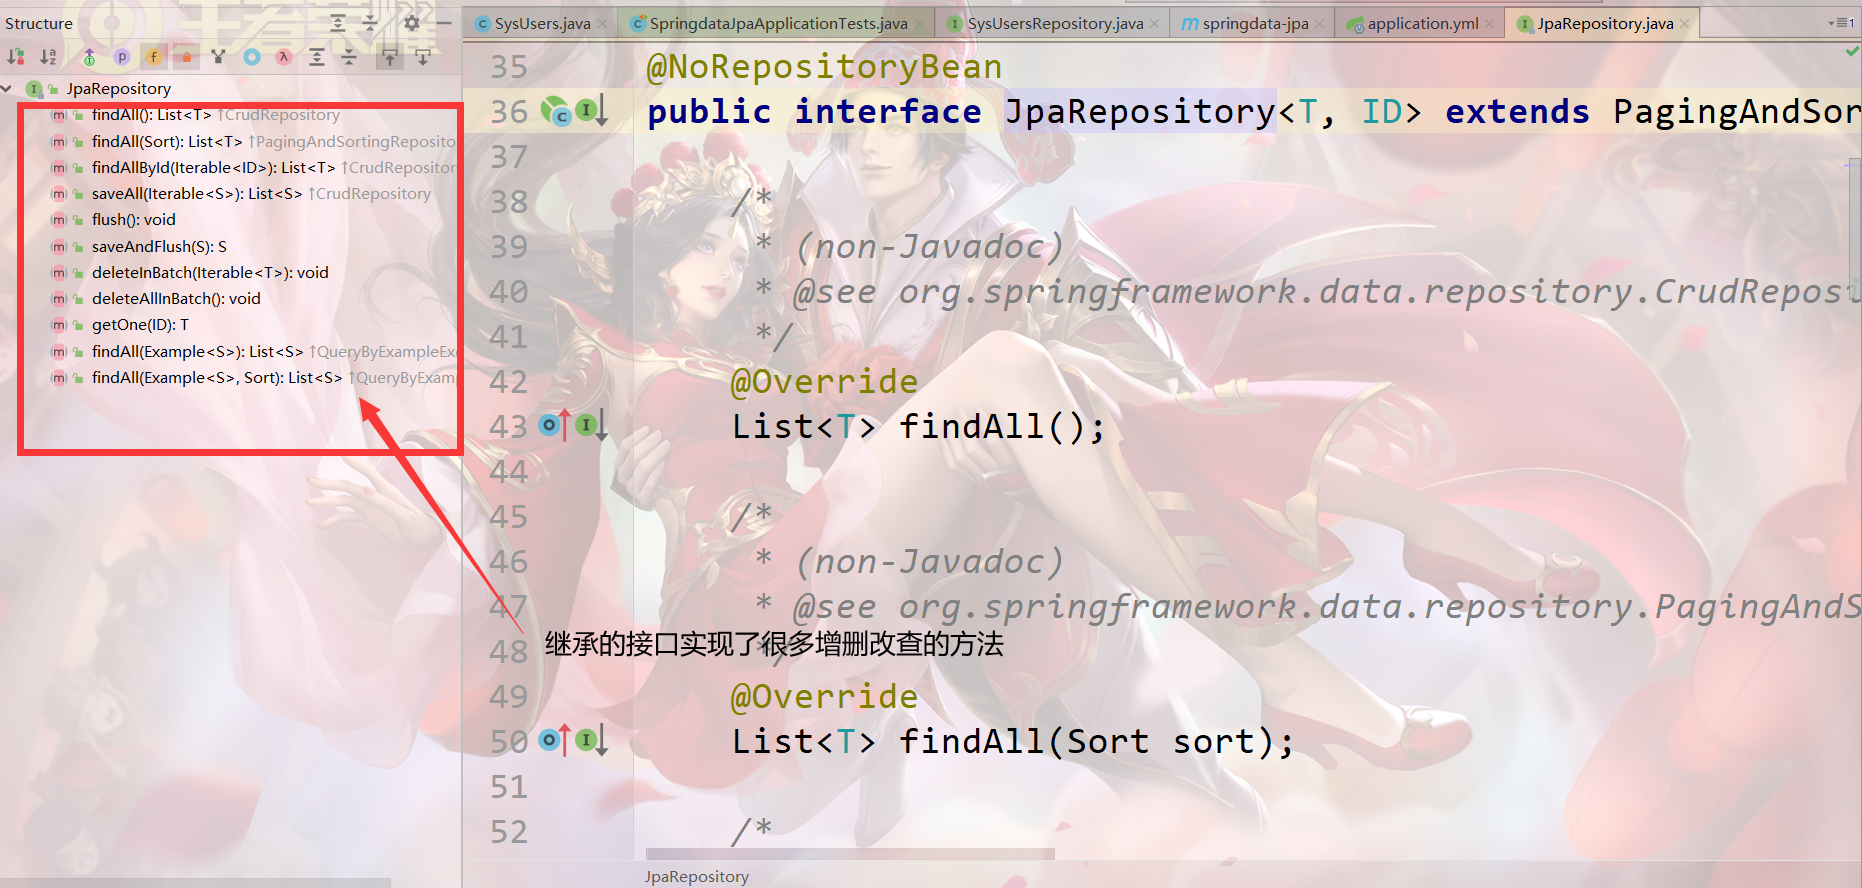 Structure
SysUsers.java
SpringdataJpaApplicationTests.java
SysUsersRepository.java
springdata-jpa
application.yml
JpaRepository.java
JpaRepository
findAll(): List<T> ↑CrudRepository
findAll(Sort): List<T> ↑PagingAndSortingReposito
findAllById(Iterable<ID>): List<T> ↑CrudRepository
saveAll(Iterable<S>): List<S> ↑CrudRepository
flush(): void
saveAndFlush(S): S
deleteInBatch(Iterable<T>): void
deleteAllInBatch(): void
getOne(ID): T
findAll(Example<S>): List<S> ↑QueryByExampleExe
findAll(Example<S>, Sort): List<S> ↑QueryByExamp
35 @NoRepositoryBean
36 public interface JpaRepository<T, ID> extends PagingAndSor
37
38 /*
39 * (non-Javadoc)
40 * @see org.springframework.data.repository.CrudReposi
41 */
42 @Override
43 List<T> findAll();
44
45 /*
46 * (non-Javadoc)
47 * @see org.springframework.data.repository.PagingAndS
48 */
继承的接口实现了很多增删改查的方法
49 @Override
50 List<T> findAll(Sort sort);
51
52 /*
JpaRepository